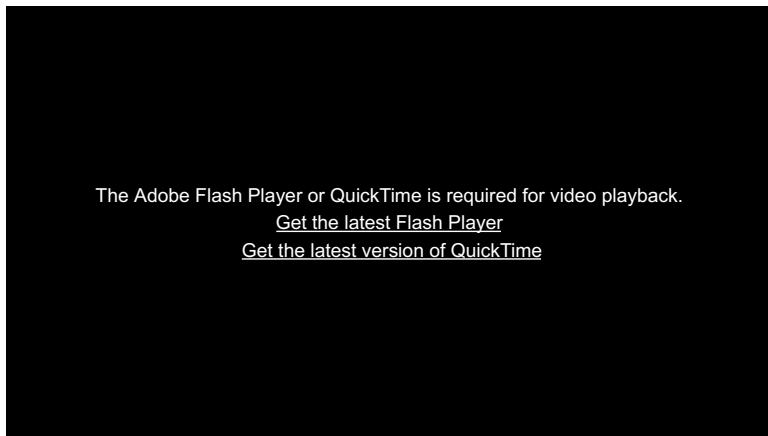 The Adobe Flash Player or QuickTime is required for video playback.
Get the latest Flash Player
Get the latest version of QuickTime